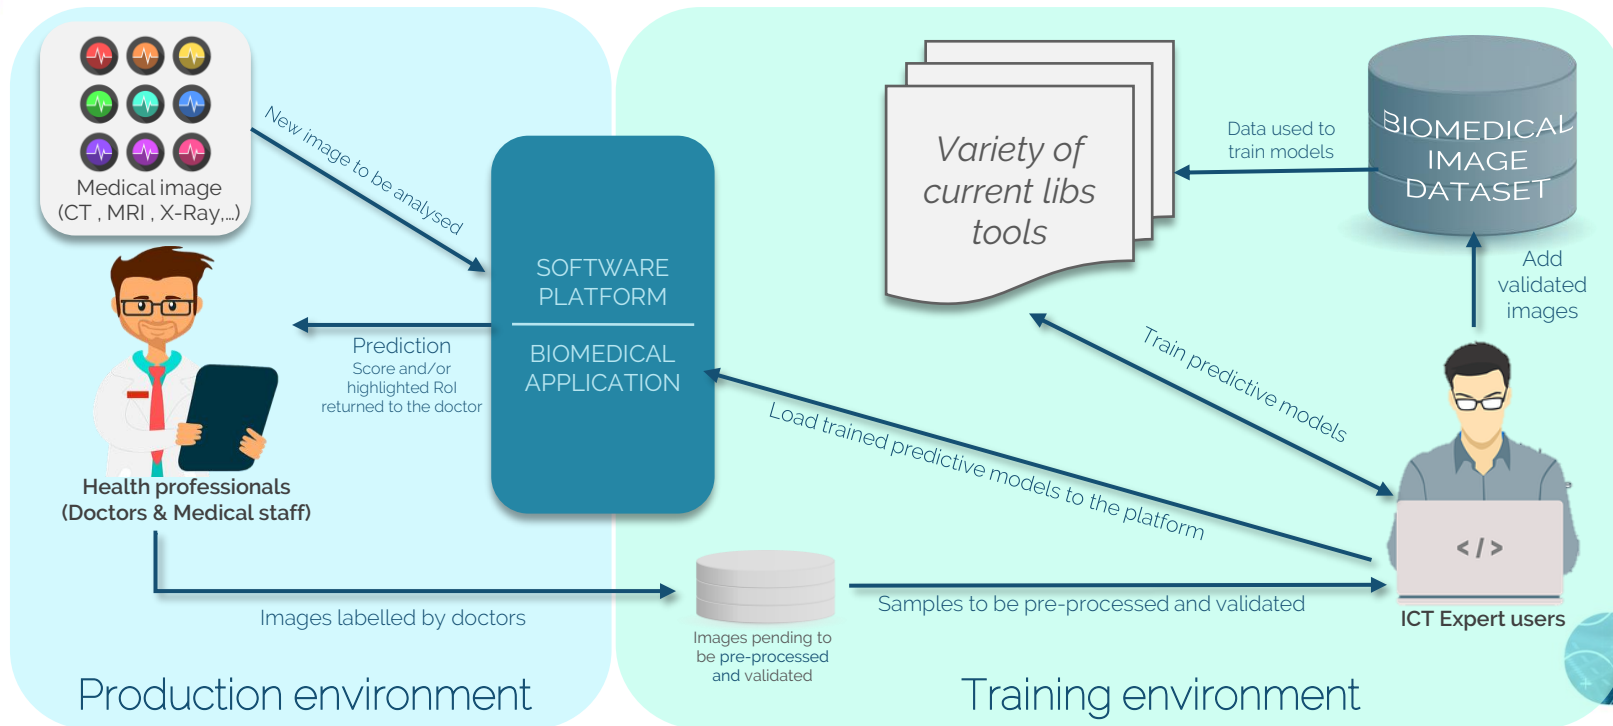 Medical image
(CT , MRI , X-Ray,...)
New image to be analysed
Health professionals
(Doctors & Medical staff)
Prediction
Score and/or
highlighted RoI
returned to the doctor
SOFTWARE
PLATFORM
BIOMEDICAL
APPLICATION
Images labelled by doctors
Production environment
Variety of
current libs
tools
Data used to
train models
BIOMEDICAL
IMAGE
DATASET
Add
validated
images
Train predictive models
Load trained predictive models to the platform
</>
ICT Expert users
Samples to be pre-processed and validated
Images pending to
be pre-processed
and validated
Training environment